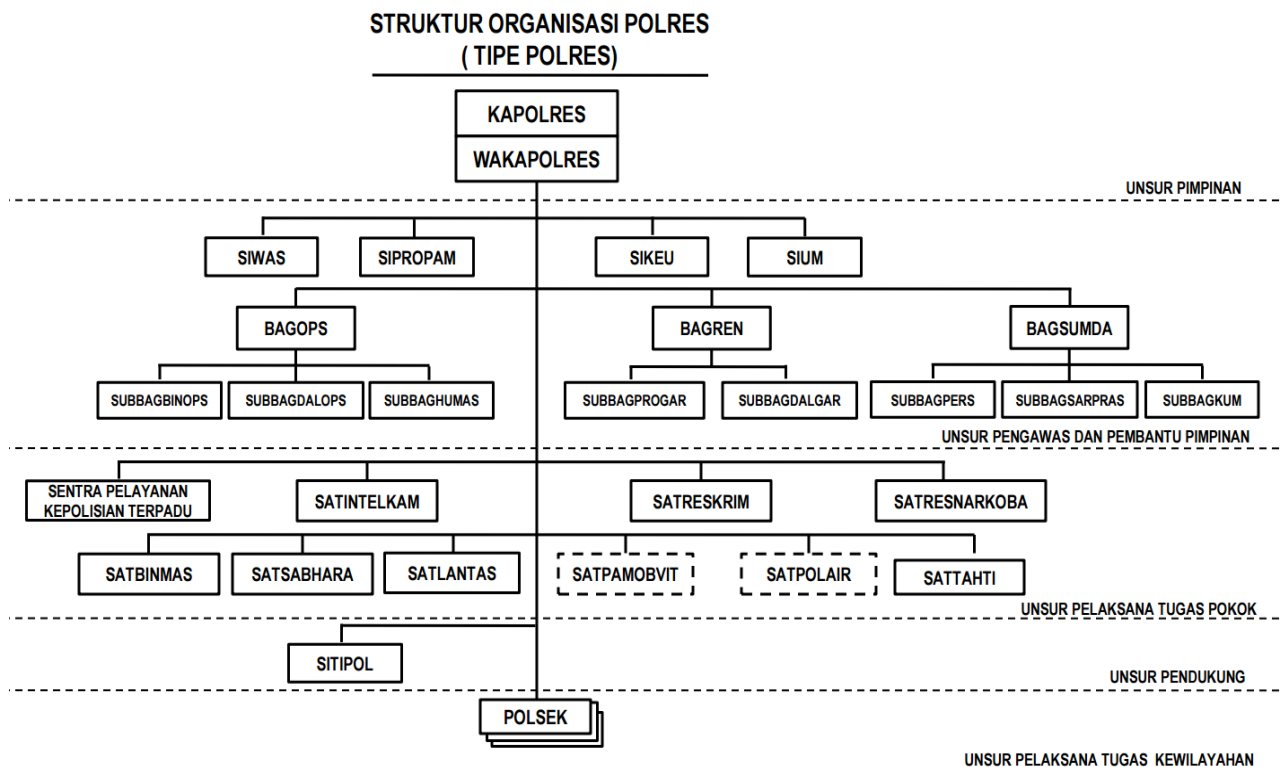 STRUKTUR ORGANISASI POLRES
( TIPE POLRES)
KAPOLRES
WAKAPOLRES
UNSUR PIMPINAN
SIWAS
SIPROPAM
SIKEU
SIUM
BAGOPS
BAGREN
BAGSUMDA
SUBBAGBINOPS
SUBBAGDALOPS
SUBBAGHUMAS
SUBBAGPROGAR
SUBBAGDALGAR
SUBBAGPERS
SUBBAGSARPRAS
SUBBAGKUM
UNSUR PENGAWAS DAN PEMBANTU PIMPINAN
SENTRA PELAYANAN
KEPOLISIAN TERPADU
SATINTELKAM
SATRESKRIM
SATRESNARKOBA
SATBINMAS
SATSABHARA
SATLANTAS
SATPAMOBVIT
SATPOLAIR
SATTAHTI
UNSUR PELAKSANA TUGAS POKOK
SITIPOL
UNSUR PENDUKUNG
POLSEK
UNSUR PELAKSANA TUGAS KEWILAYAHAN